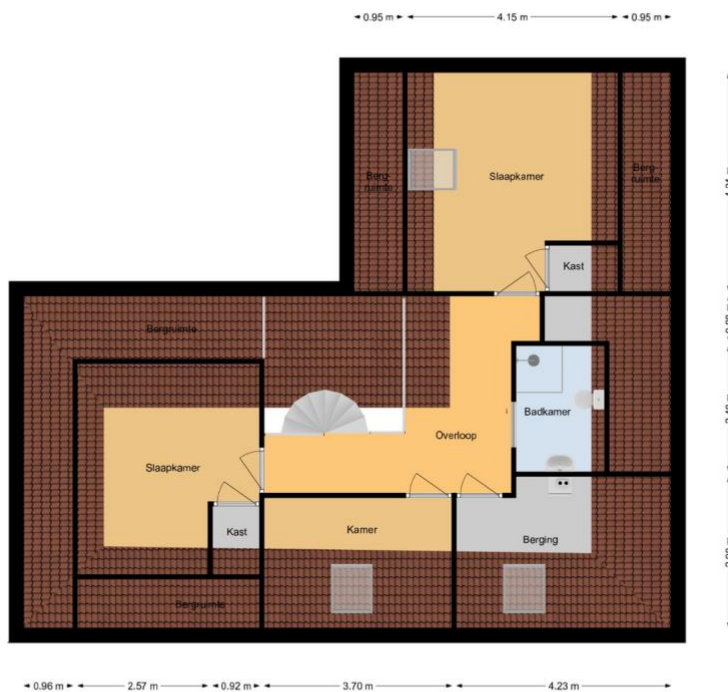 0.95 m
4.15 m
0.95 m
Berg-
ruimte
Slaapkamer
Berg
ruimte
Kast
Bergruimte
Badkamer
Overloop
Slaapkamer
Kast
Kamer
Berging
Bergruimte
0.96 m
2.57 m
0.92 m
3.70 m
4.23 m